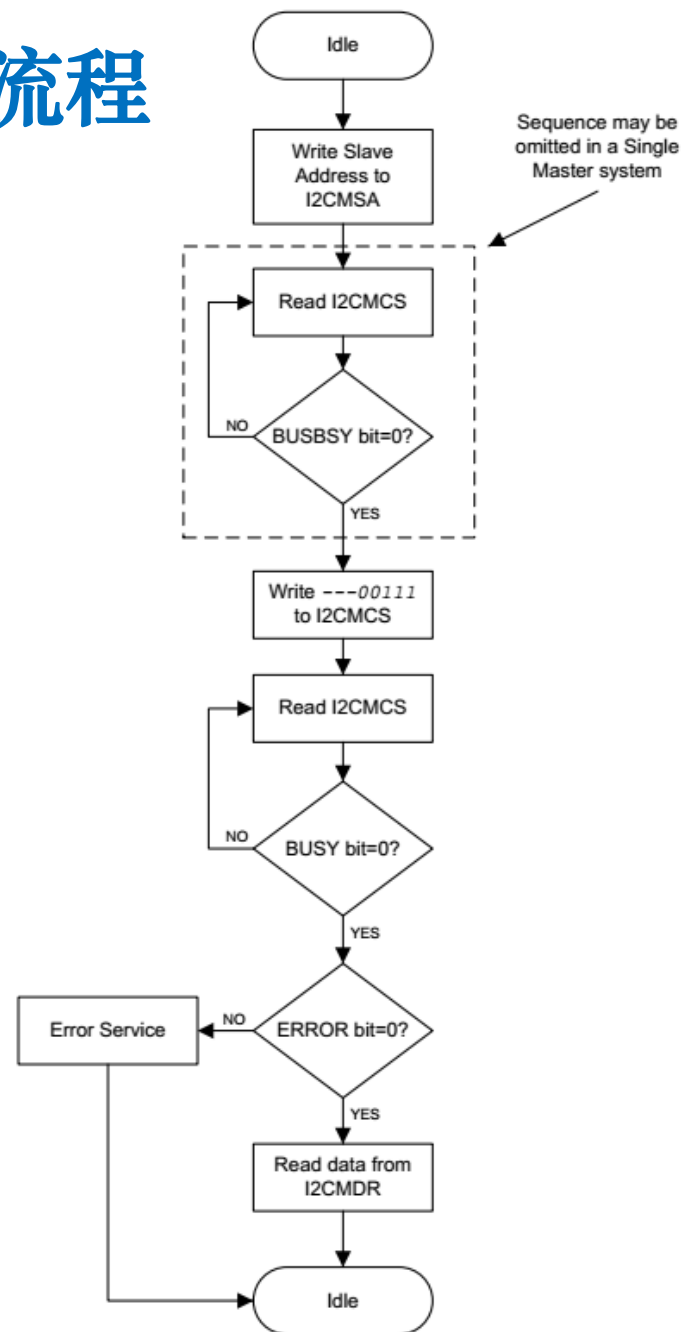 流程
Idle
Write Slave
Address to
I2CMSA
Sequence may be
omitted in a Single
Master system
Read I2CMCS
BUSBSY bit=0?
NO
YES
Write ---00111
to I2CMCS
Read I2CMCS
BUSY bit=0?
NO
YES
ERROR bit=0?
NO
Error Service
YES
Read data from
I2CMDR
Idle